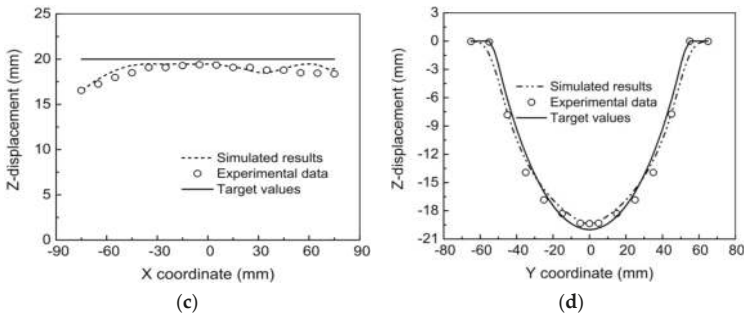 25
20
15
10
5
0
Z-displacement (mm)
Simulated results
Experimental data
Target values
-90
-60
-30
0
30
60
90
X coordinate (mm)
(c)
3
0
-3
-6
-9
-12
-15
-18
-21
Z-displacement (mm)
Simulated results
Experimental data
Target values
-80
-60
-40
-20
0
20
40
60
80
Y coordinate (mm)
(d)